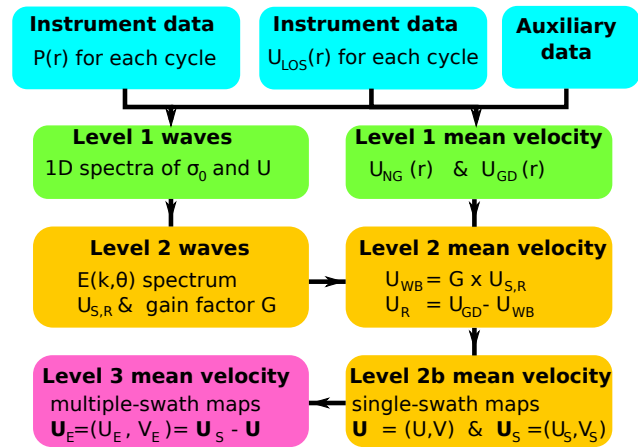 Instrument data
P(r) for each cycle
Instrument data
U_LOS(r) for each cycle
Auxiliary
data
Level 1 waves
1D spectra of σ_0 and U
Level 1 mean velocity
U_NG (r) & U_GD (r)
Level 2 waves
E(k,θ) spectrum
U_S,R & gain factor G
Level 2 mean velocity
U_WB = G x U_S,R
U_R = U_GD - U_WB
Level 3 mean velocity
multiple-swath maps
U_E=(U_E , V_E )= U_S - U
Level 2b mean velocity
single-swath maps
U = (U,V) & U_S =(U_S,V_S)